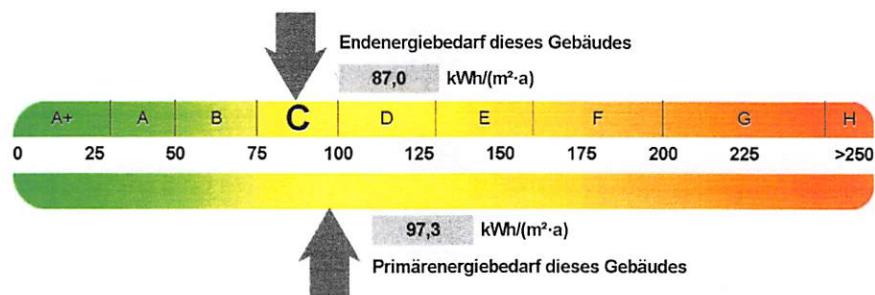 Endenergiebedarf dieses Gebäudes
87,0 kWh/(m²·a)
A+ A B C D E F G H
0 25 50 75 100 125 150 175 200 225 >250
97,3 kWh/(m²·a)
Primärenergiebedarf dieses Gebäudes